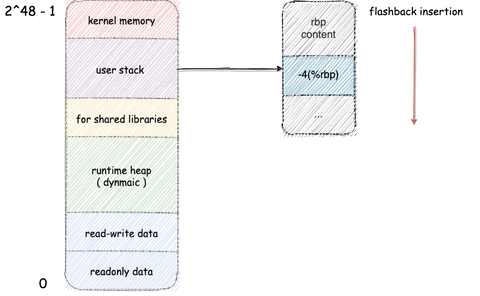 2^48 - 1
kernel memory
user stack
for shared libraries
runtime heap
( dynmaic )
read-write data
readonly data
0
rbp
content
-4(%rbp)
...
flashback insertion